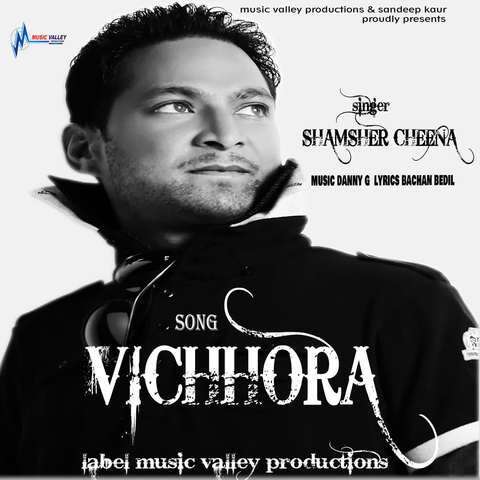 music valley productions & sandeep kaur
proudly presents
MUSIC VALLEY
singer
SHAMSHER CHEENA
MUSIC DANNY G LYRICS BACHAN BEDIL
SONG
VICHHORA
label music valley productions